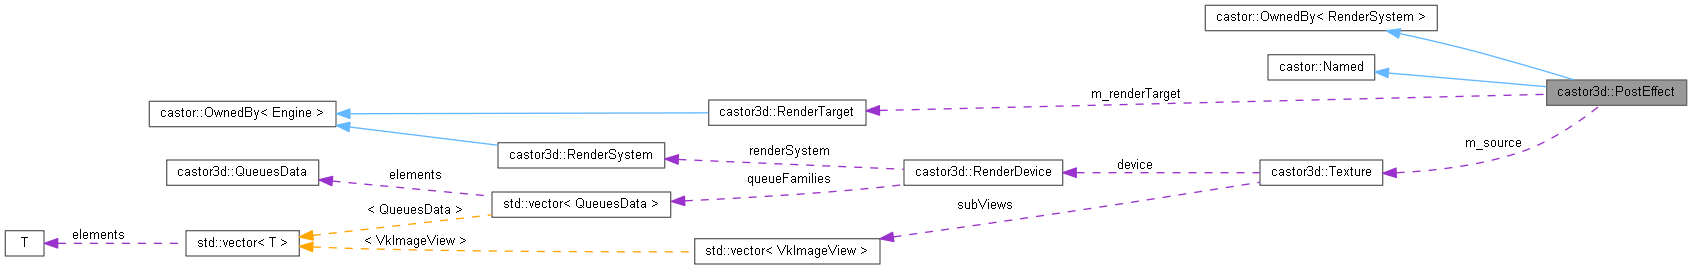 castor::OwnedBy< RenderSystem >
castor::Named
castor3d::PostEffect
m_renderTarget
castor::OwnedBy< Engine >
castor3d::RenderTarget
m_source
renderSystem
castor3d::RenderSystem
device
castor3d::QueuesData
elements
queueFamilies
castor3d::RenderDevice
castor3d::Texture
std::vector< QueuesData >
subViews
< QueuesData >
elements
T
std::vector< T >
< VkImageView >
std::vector< VkImageView >